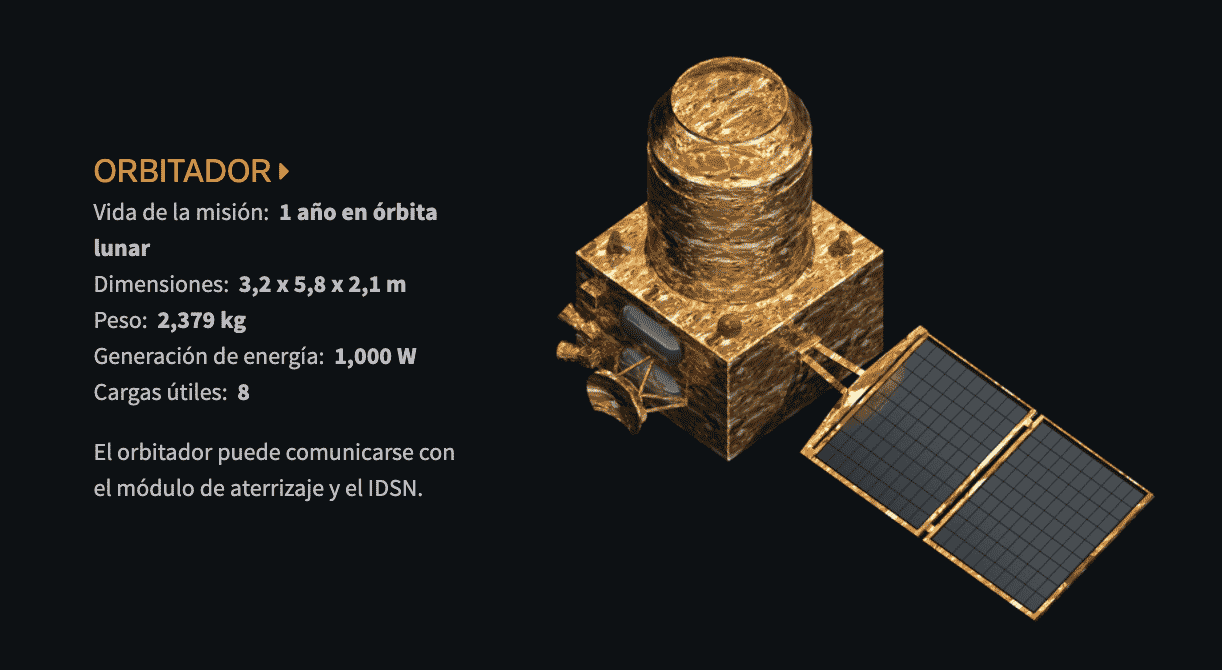 ORBITADOR
Vida de la misión: 1 año en órbita
lunar
Dimensiones: 3,2 x 5,8 x 2,1 m
Peso: 2,379 kg
Generación de energía: 1,000 W
Cargas útiles: 8
El orbitador puede comunicarse con
el módulo de aterrizaje y el IDSN.